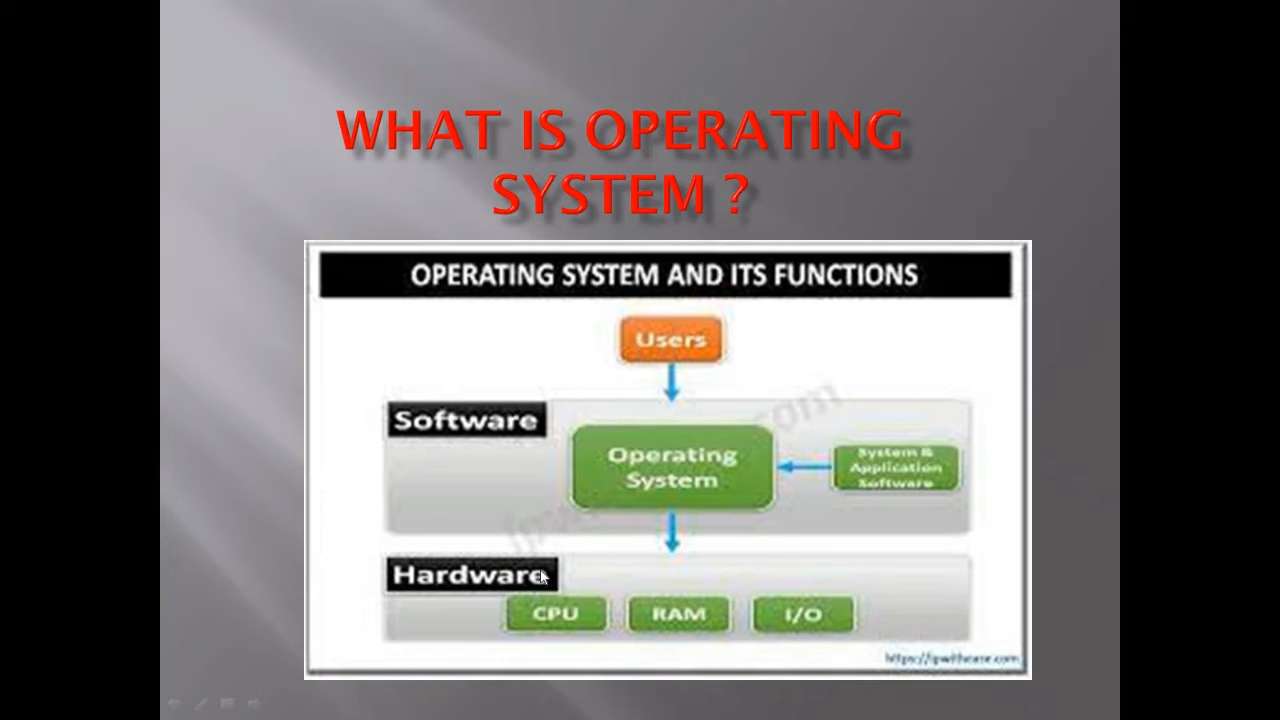 WHAT IS OPERATING
SYSTEM ?
OPERATING SYSTEM AND ITS FUNCTIONS
Users
Software
Operating
System
System &
Application
Software
Hardware
CPU
RAM
I/O
https://ipwithease.com